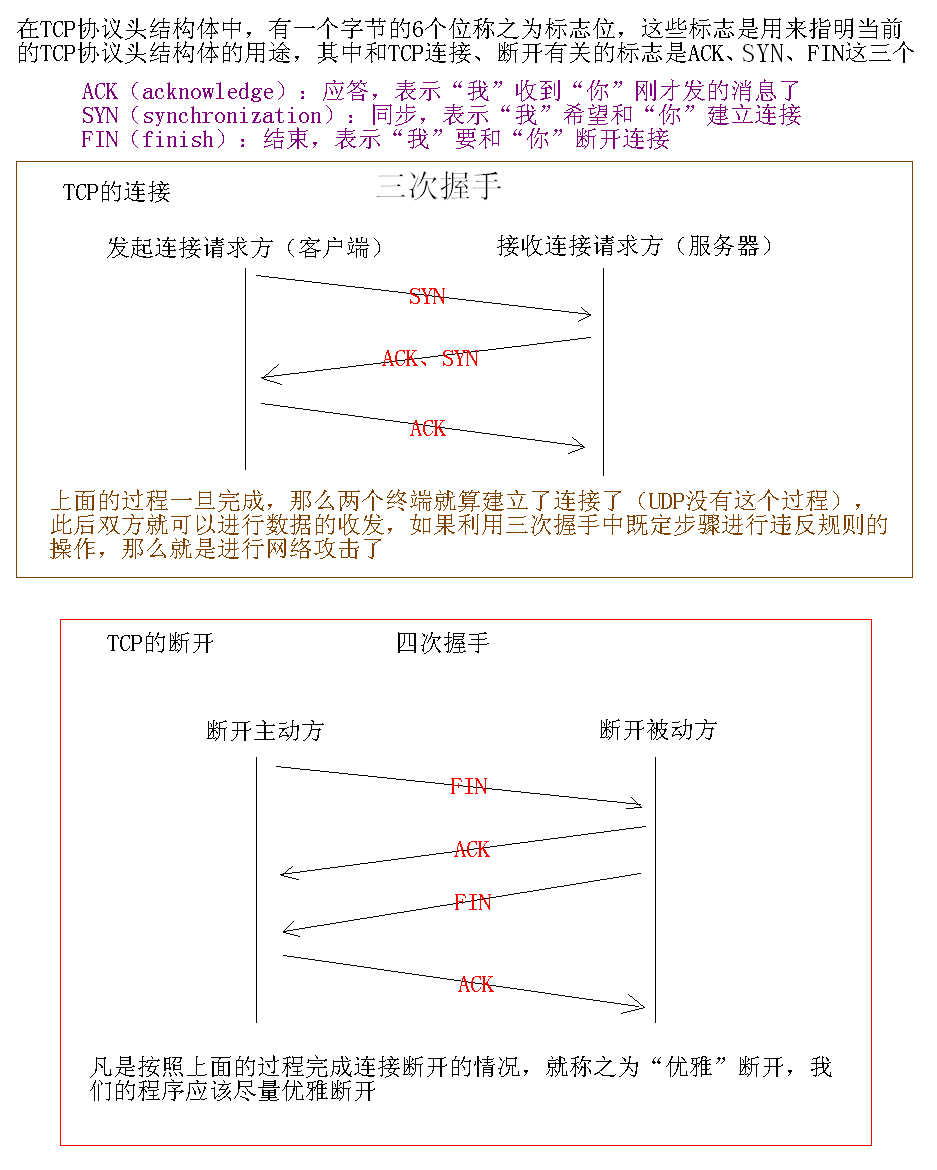 在TCP协议头结构体中，有一个字节的6个位称之为标志位，这些标志是用来指明当前
的TCP协议头结构体的用途，其中和TCP连接、断开有关的标志是ACK、SYN、FIN这三个
ACK（acknowledge）：应答，表示“我”收到“你”刚才发的消息了
SYN（synchronization）：同步，表示“我”希望和“你”建立连接
FIN（finish）：结束，表示“我”要和“你”断开连接
TCP的连接
三次握手
发起连接请求方（客户端）
接收连接请求方（服务器）
SYN
ACK、SYN
ACK
上面的过程一旦完成，那么两个终端就算建立了连接了（UDP没有这个过程），
此后双方就可以进行数据的收发，如果利用三次握手中既定步骤进行违反规则的
操作，那么就是进行网络攻击了
TCP的断开
四次握手
断开主动方
断开被动方
FIN
ACK
FIN
ACK
凡是按照上面的过程完成连接断开的情况，就称之为“优雅”断开，我
们的程序应该尽量优雅断开